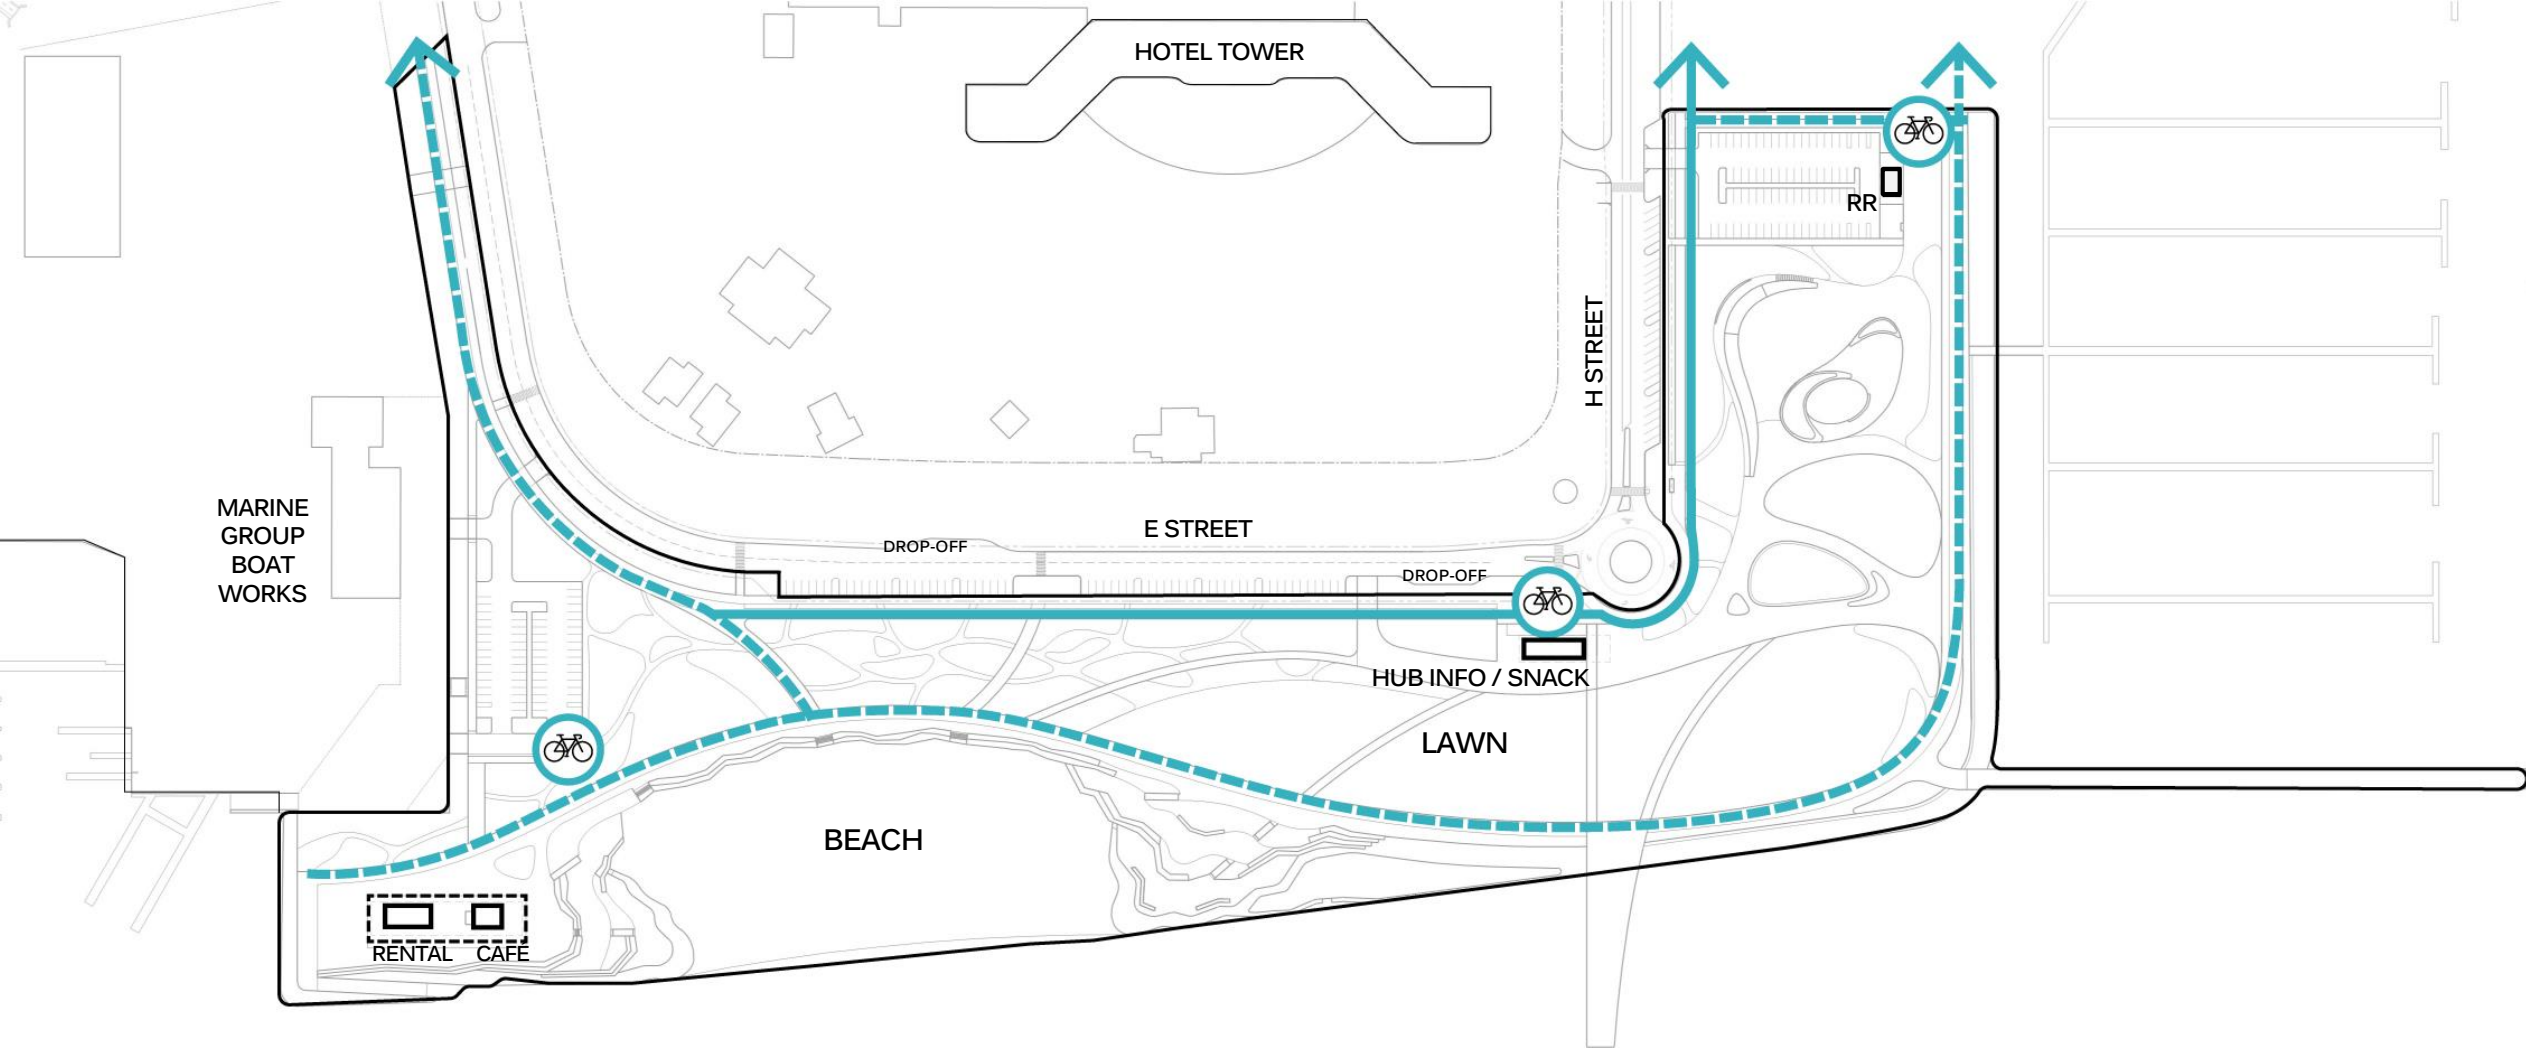 HOTEL TOWER
RR
H STREET
MARINE
GROUP
BOAT
WORKS
E STREET
DROP-OFF
DROP-OFF
HUB INFO / SNACK
LAWN
BEACH
RENTAL
CAFE